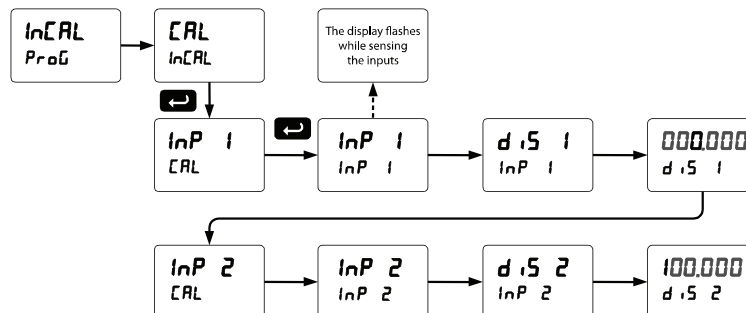 InCAL
ProG
CAL
InCAL
The display flashes
while sensing
the inputs
InP 1
CAL
InP 1
InP 1
diS 1
InP 1
000.000
diS 1
InP 2
CAL
InP 2
InP 2
diS 2
InP 2
100.000
diS 2